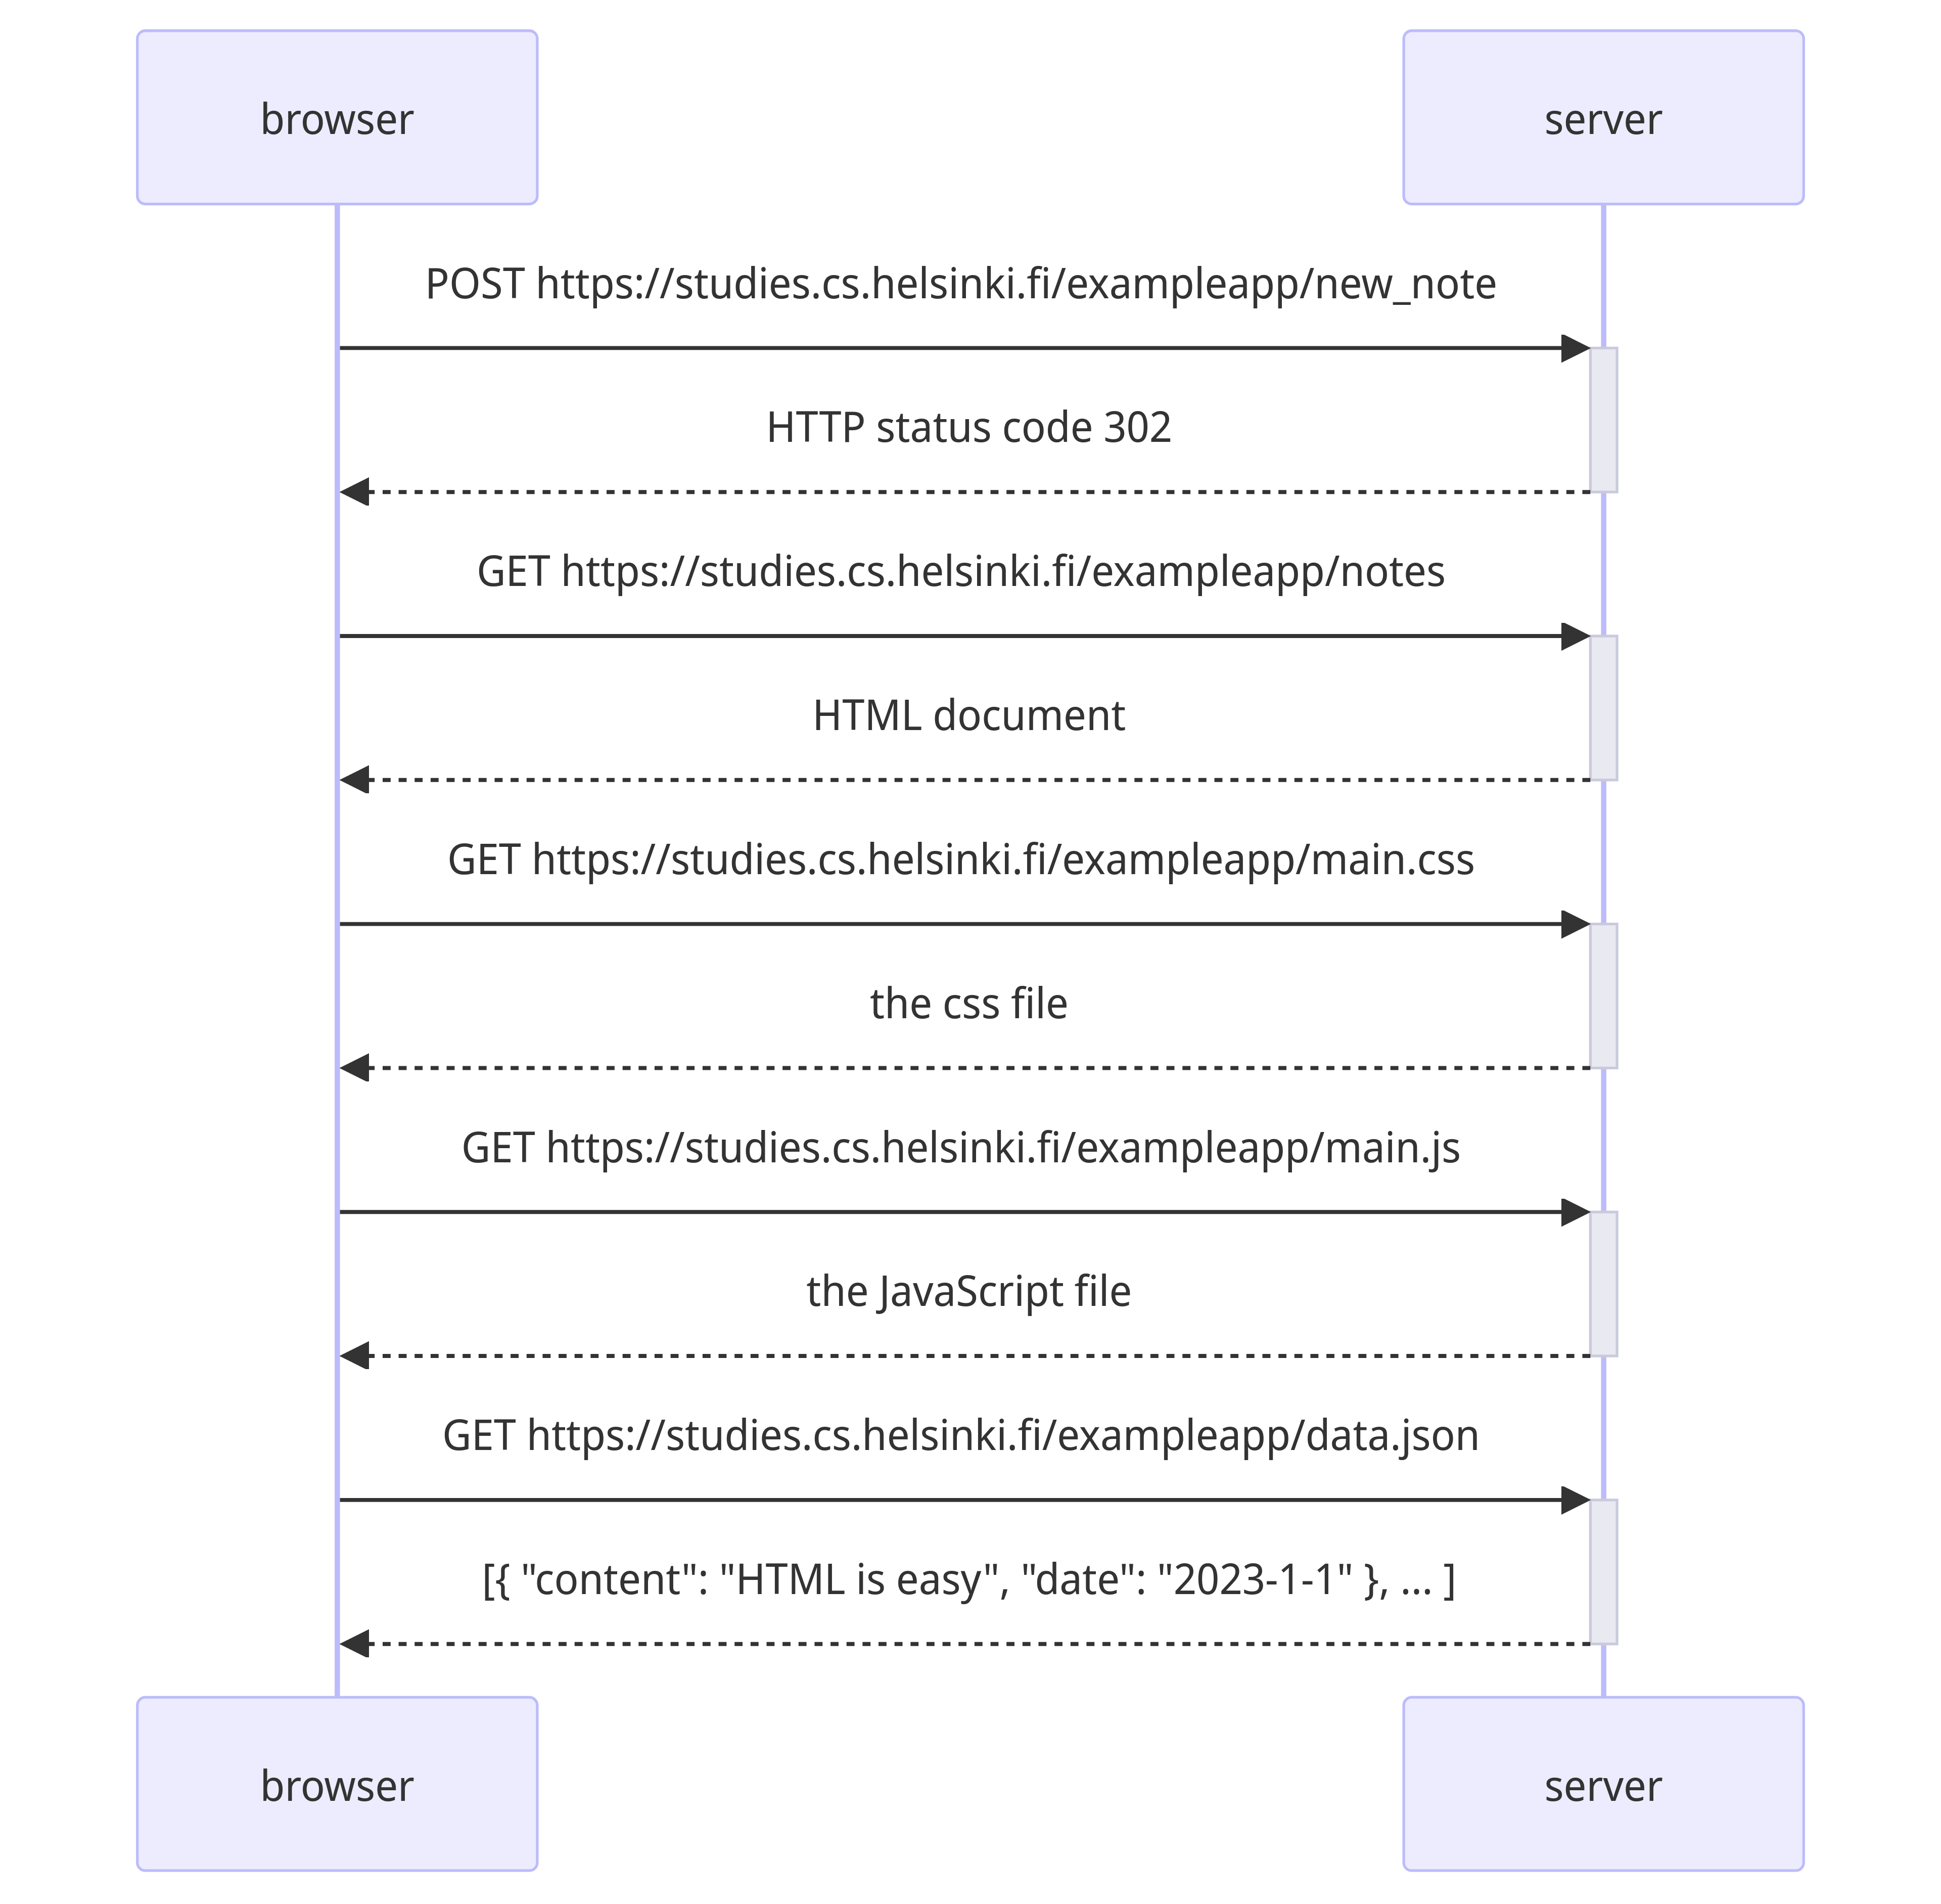 browser
server
POST https://studies.cs.helsinki.fi/exampleapp/new_note
HTTP status code 302
GET https://studies.cs.helsinki.fi/exampleapp/notes
HTML document
GET https://studies.cs.helsinki.fi/exampleapp/main.css
the css file
GET https://studies.cs.helsinki.fi/exampleapp/main.js
the JavaScript file
GET https://studies.cs.helsinki.fi/exampleapp/data.json
[{ "content": "HTML is easy", "date": "2023-1-1" }, ... ]
browser
server